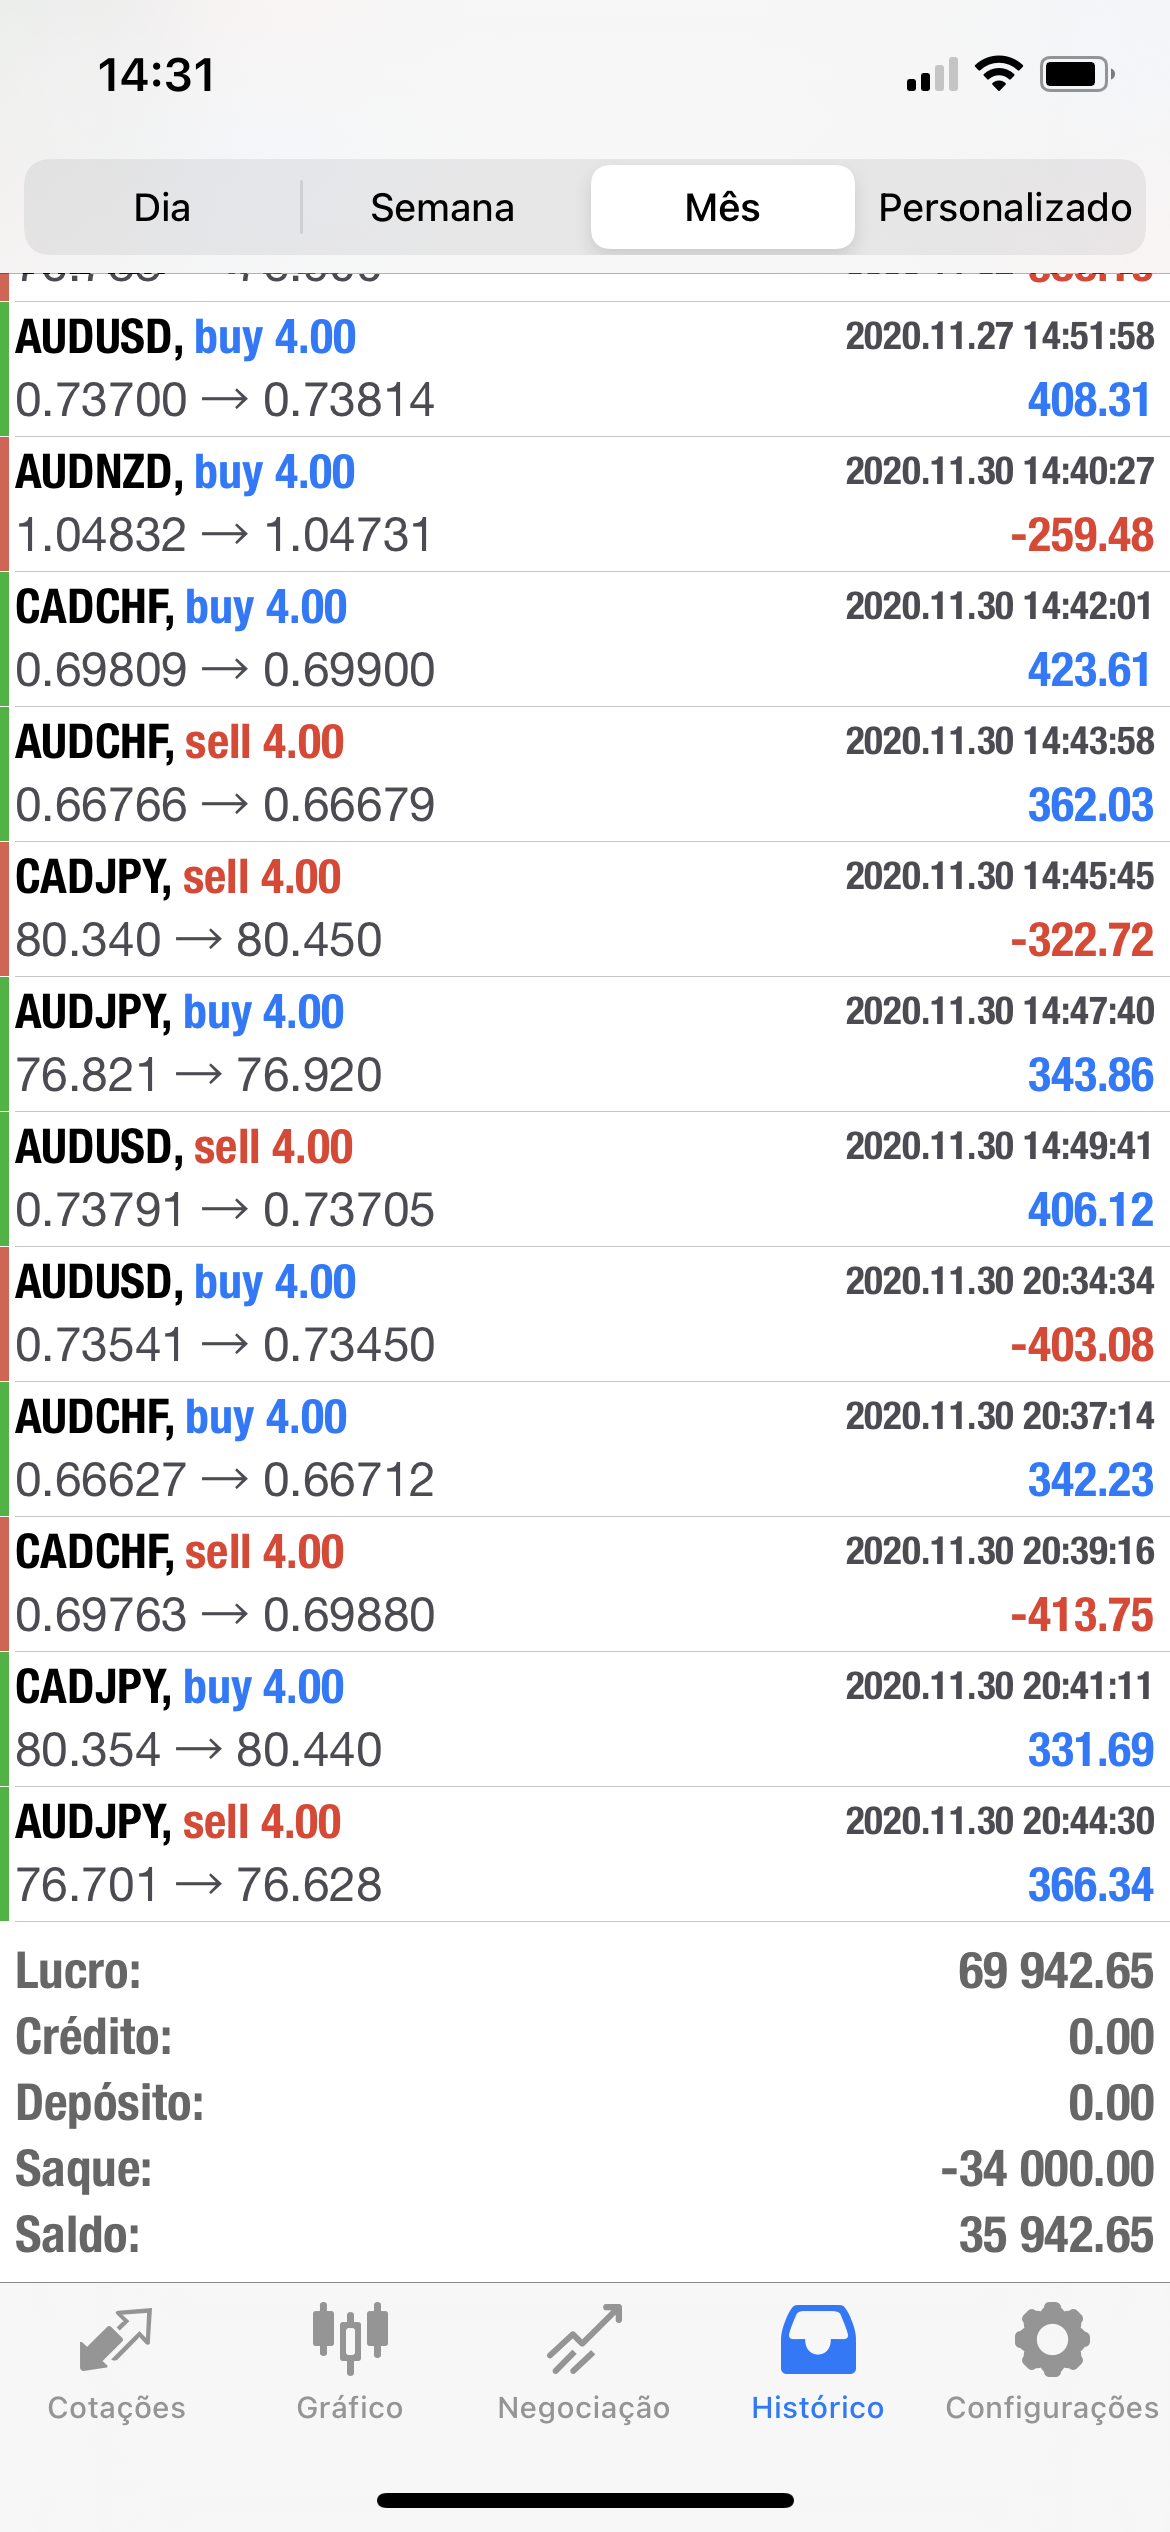 14:31
Dia Semana Mês Personalizado
AUDUSD, buy 4.00 2020.11.27 14:51:58
0.73700 → 0.73814 408.31
AUDNZD, buy 4.00 2020.11.30 14:40:27
1.04832 → 1.04731 -259.48
CADCHF, buy 4.00 2020.11.30 14:42:01
0.69809 → 0.69900 423.61
AUDCHF, sell 4.00 2020.11.30 14:43:58
0.66766 → 0.66679 362.03
CADJPY, sell 4.00 2020.11.30 14:45:45
80.340 → 80.450 -322.72
AUDJPY, buy 4.00 2020.11.30 14:47:40
76.821 → 76.920 343.86
AUDUSD, sell 4.00 2020.11.30 14:49:41
0.73791 → 0.73705 406.12
AUDUSD, buy 4.00 2020.11.30 20:34:34
0.73541 → 0.73450 -403.08
AUDCHF, buy 4.00 2020.11.30 20:37:14
0.66627 → 0.66712 342.23
CADCHF, sell 4.00 2020.11.30 20:39:16
0.69763 → 0.69880 -413.75
CADJPY, buy 4.00 2020.11.30 20:41:11
80.354 → 80.440 331.69
AUDJPY, sell 4.00 2020.11.30 20:44:30
76.701 → 76.628 366.34
Lucro: 69 942.65
Crédito: 0.00
Depósito: 0.00
Saque: -34 000.00
Saldo: 35 942.65
Cotações Gráfico Negociação Histórico Configurações